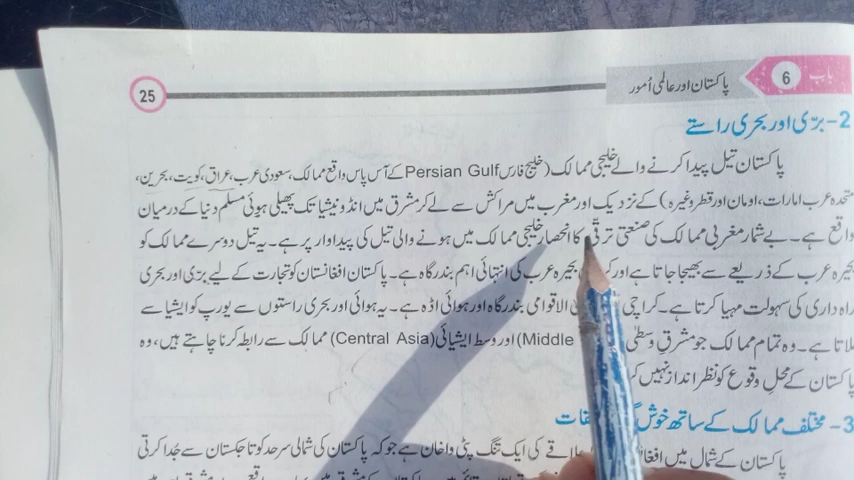 باب 6 پاکستان اور عالمی اُمور 25
2- برّی اور بحری راستے
پاکستان تیل پیدا کرنے والے خلیجی ممالک (خلیج فارس Persian Gulf کے آس پاس واقع ممالک، سعودی عرب، عراق، کویت، بحرین،
متحدہ عرب امارات، اومان اور قطر وغیرہ) کے نزدیک اور مغرب میں مراکش سے لے کر مشرق میں انڈونیشیا تک پھیلی ہوئی مسلم دنیا کے درمیان
واقع ہے۔ بے شمار مغربی ممالک کی صنعتی ترقی کا انحصار خلیجی ممالک میں ہونے والی تیل کی پیداوار پر ہے۔ یہ تیل دوسرے ممالک کو
بحیرہ عرب کے ذریعے سے بھیجا جاتا ہے اور بحیرہ عرب کی انتہائی اہم بندرگاہ ہے۔ پاکستان افغانستان کو تجارت کے لیے برّی اور بحری
راہ داری کی سہولت مہیا کرتا ہے۔ کراچی الاقوامی بندرگاہ اور ہوائی اڈہ ہے۔ یہ ہوائی اور بحری راستوں سے یورپ کو ایشیا سے
ملاتا ہے۔ وہ تمام ممالک جو مشرق وسطیٰ (Middle اور وسط ایشیائی (Central Asia) ممالک سے رابطہ کرنا چاہتے ہیں، وہ
پاکستان کے محل وقوع کو نظر انداز نہیں
3- مختلف ممالک کے ساتھ
پاکستان کے شمال میں علاقے کی ایک تنگ پٹی واخان ہے جو کہ پاکستان کی شمالی سرحد کو تاجکستان سے جُدا کرتی